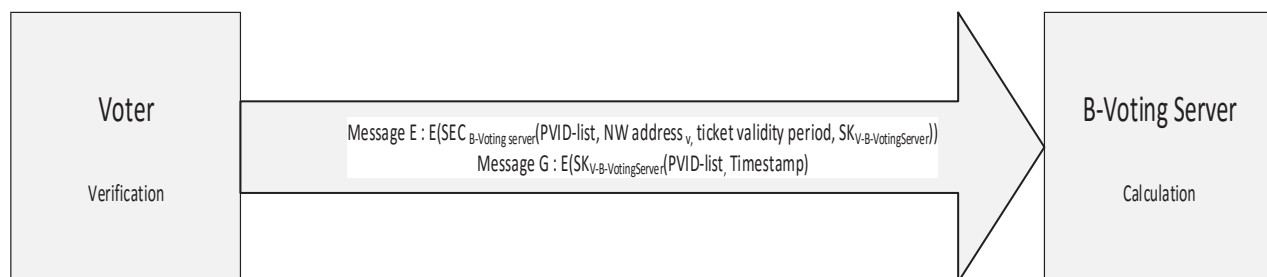 Voter
Verification
Message E : E(SEC B-Voting server(PVID-list, NW address v, ticket validity period, SKV-B-VotingServer))
Message G : E(SKV-B-VotingServer(PVID-list, Timestamp)
B-Voting Server
Calculation